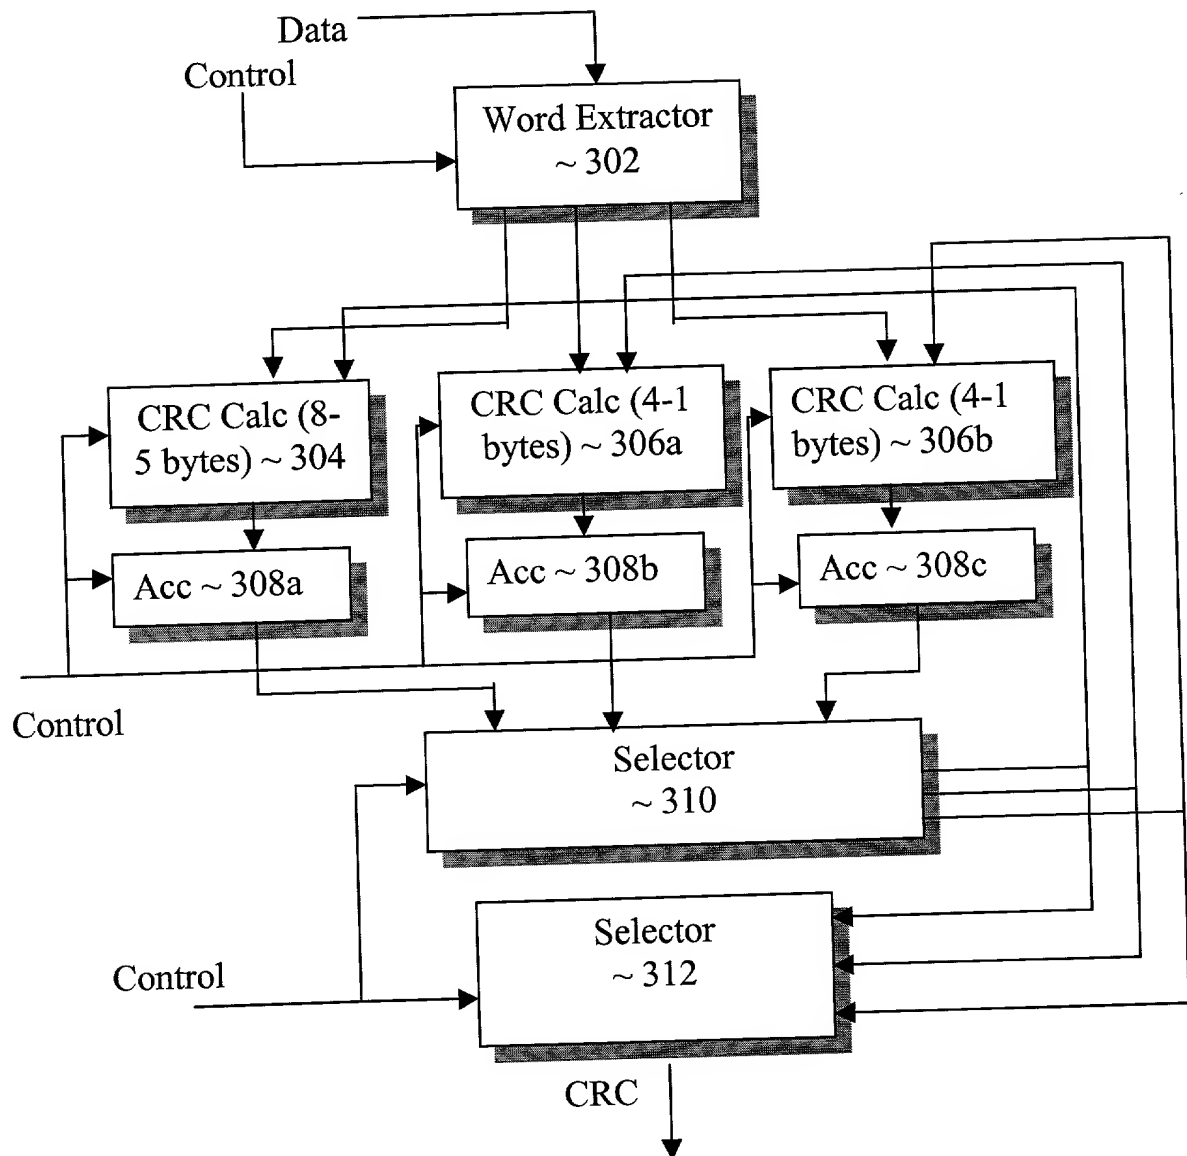 Data
Control
Word Extractor
~ 302
CRC Calc (8-
5 bytes) ~ 304
CRC Calc (4-1
bytes) ~ 306a
CRC Calc (4-1
bytes) ~ 306b
Acc ~ 308a
Acc ~ 308b
Acc ~ 308c
Control
Selector
~ 310
Selector
~ 312
Control
CRC